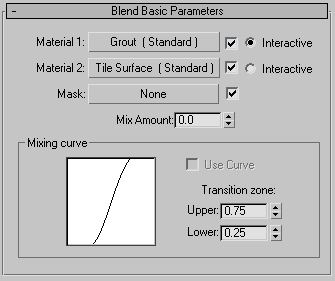 - Blend Basic Parameters
Material 1: Grout ( Standard ) Interactive
Material 2: Tile Surface ( Standard ) Interactive
Mask: None
Mix Amount: 0.0
Mixing curve
Use Curve
Transition zone:
Upper: 0.75
Lower: 0.25